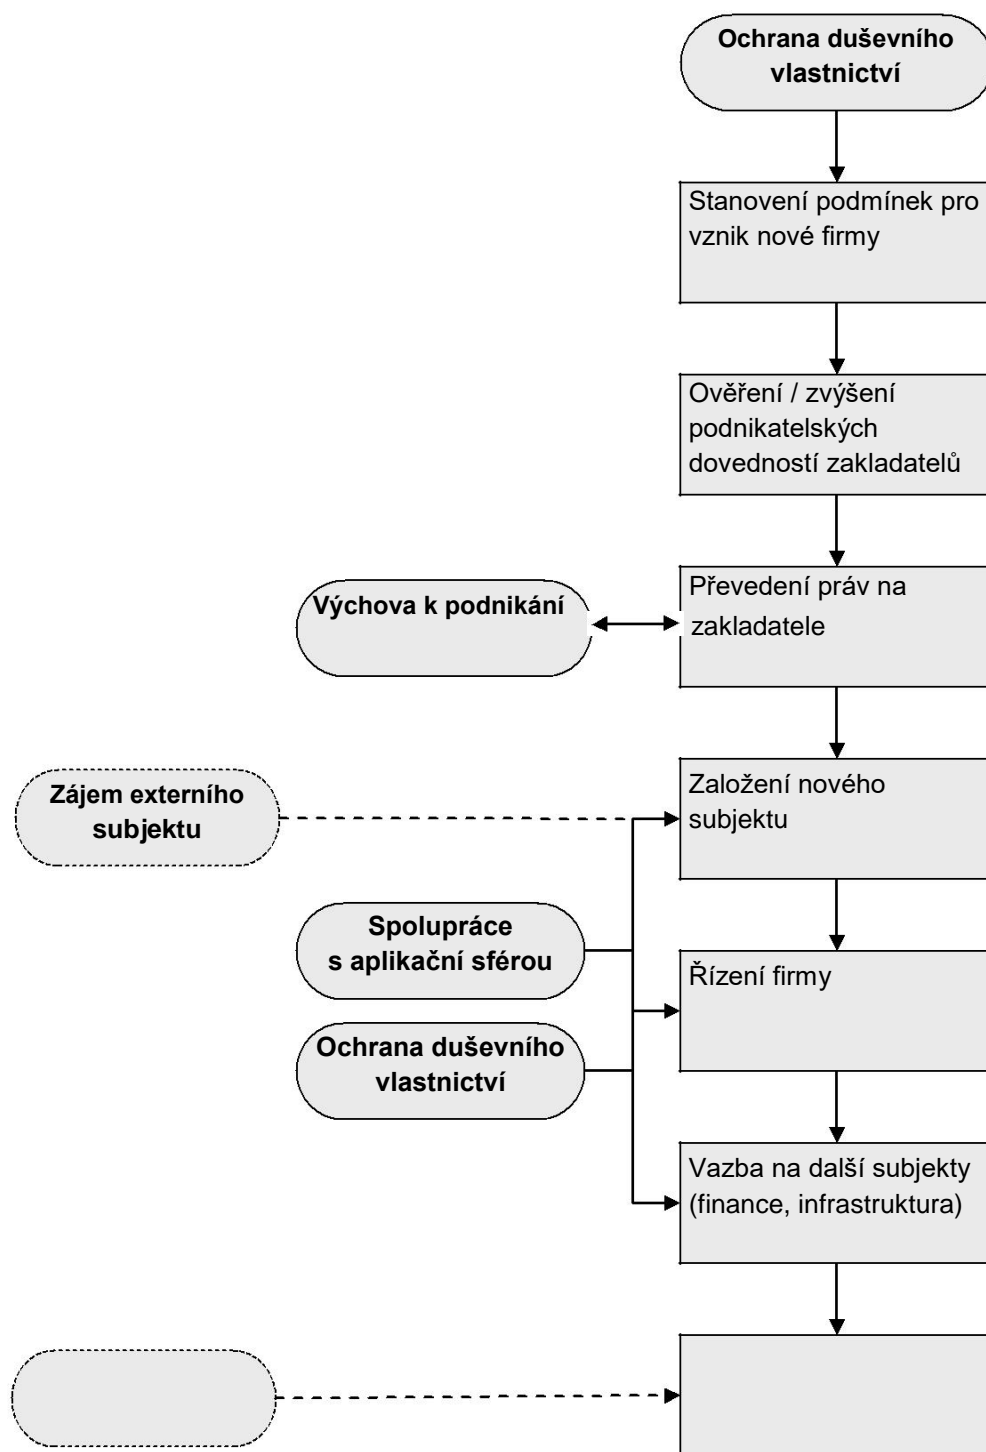 Ochrana duševního
vlastnictví
Stanovení podmínek pro
vznik nové firmy
Ověření / zvýšení
podnikatelských
dovedností zakladatelů
Výchova k podnikání
Převedení práv na
zakladatele
Zájem externího
subjektu
Založení nového
subjektu
Spolupráce
s aplikační sférou
Řízení firmy
Ochrana duševního
vlastnictví
Vazba na další subjekty
(finance, infrastruktura)